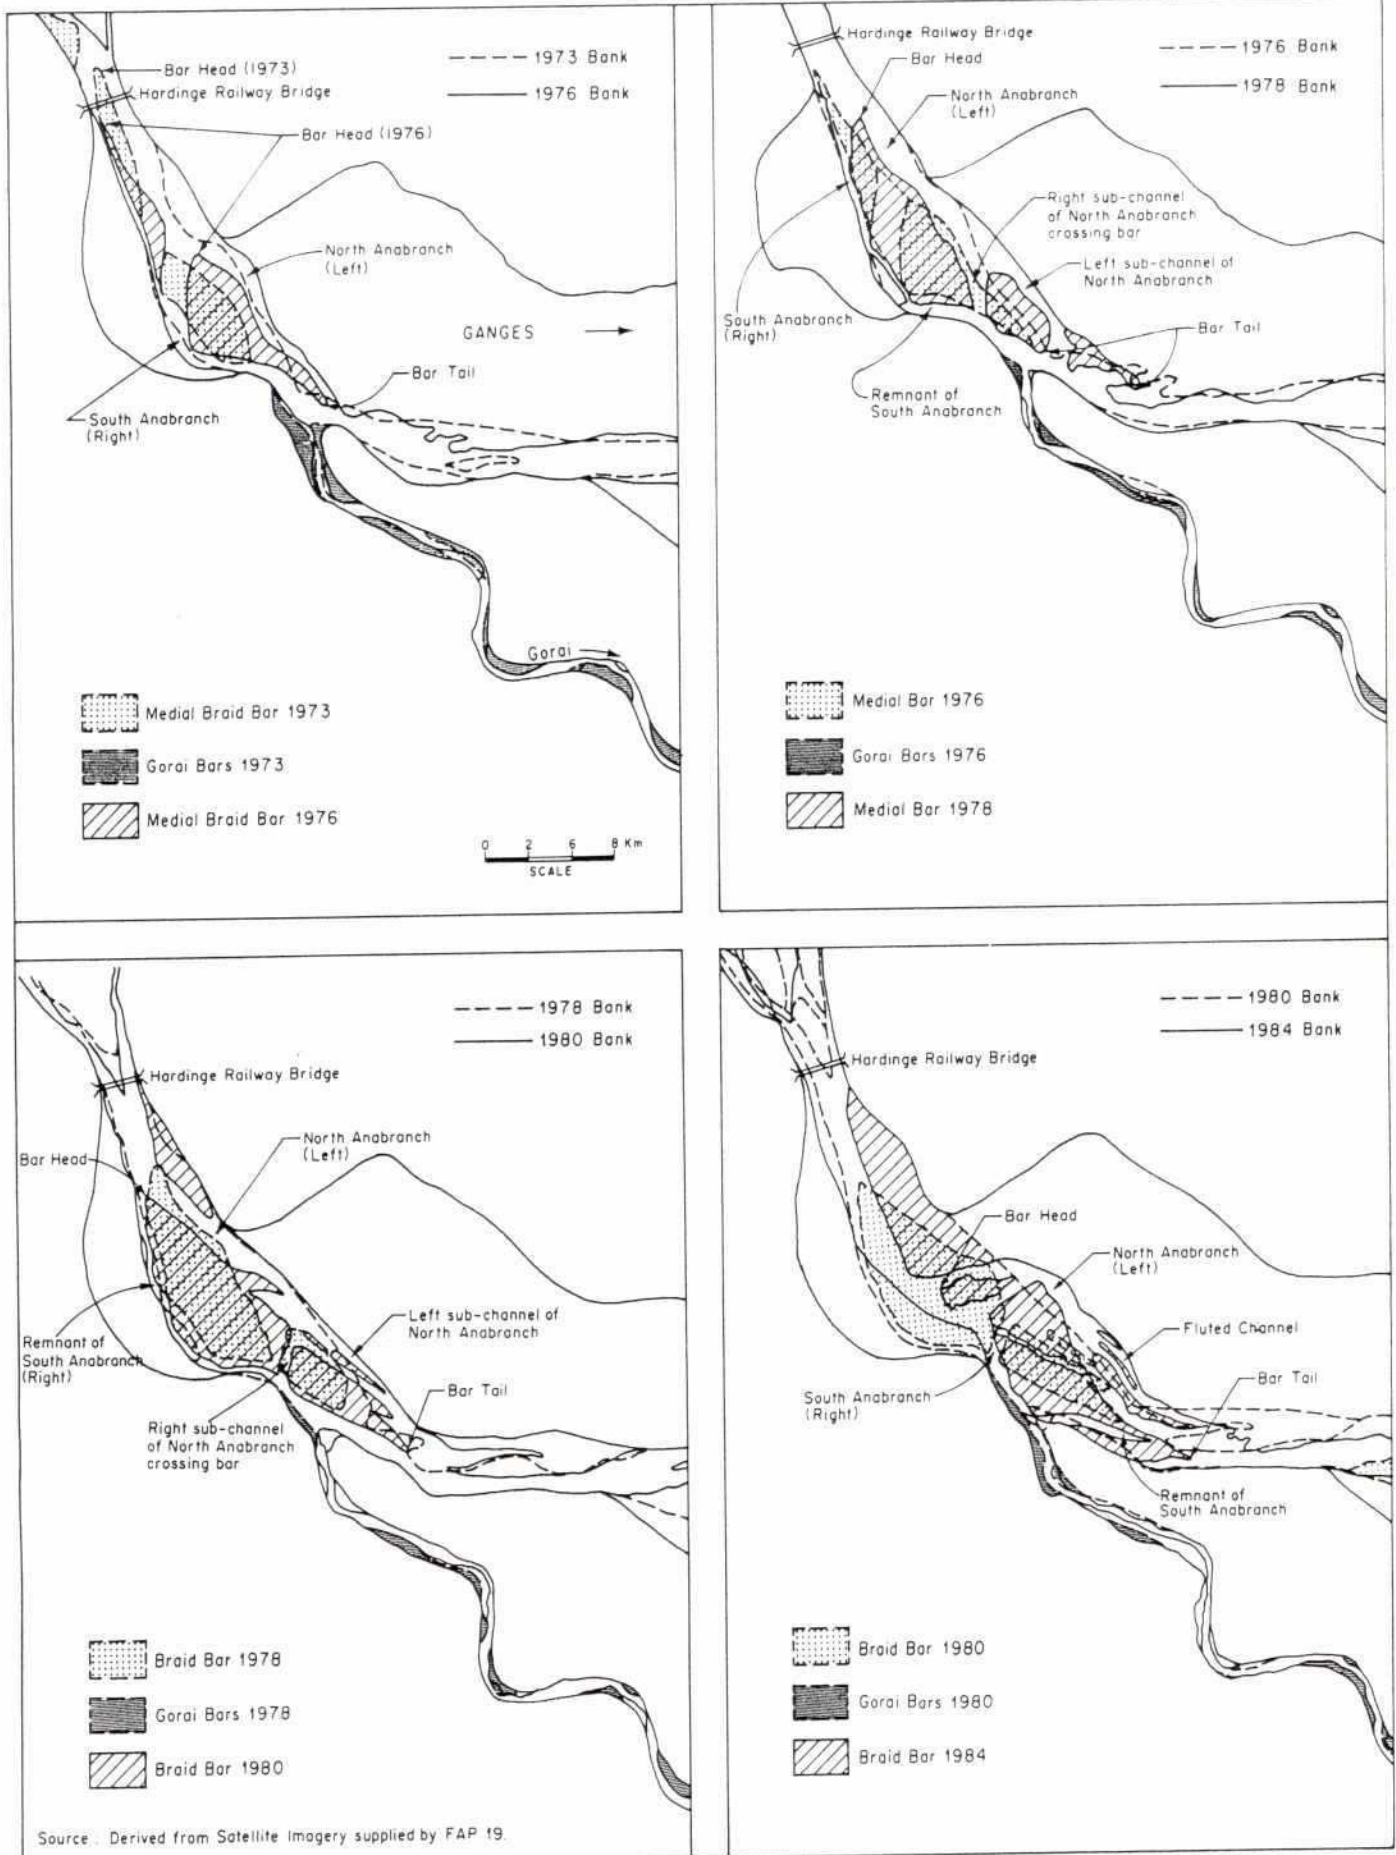 Bar Head (1973)
Hardinge Railway Bridge
Bar Head (1976)
1973 Bank
1976 Bank
North Anabranch
(Left)
GANGES
Bar Tail
South Anabranch
(Right)
Gorai
Medial Braid Bar 1973
Gorai Bars 1973
Medial Braid Bar 1976
0 2 6 8 Km
SCALE
Hardinge Railway Bridge
Bar Head
1976 Bank
1978 Bank
North Anabranch
(Left)
Right sub-channel
of North Anabranch
crossing bar
Left sub-channel of
North Anabranch
South Anabranch
(Right)
Bar Tail
Remnant of
South Anabranch
Medial Bar 1976
Gorai Bars 1976
Medial Bar 1978
1978 Bank
1980 Bank
Hardinge Railway Bridge
North Anabranch
(Left)
Bar Head
Left sub-channel of
North Anabranch
Remnant of
South Anabranch
(Right)
Bar Tail
Right sub-channel
of North Anabranch
crossing bar
Braid Bar 1978
Gorai Bars 1978
Braid Bar 1980
Source : Derived from Satellite Imagery supplied by FAP 19.
1980 Bank
1984 Bank
Hardinge Railway Bridge
Bar Head
North Anabranch
(Left)
Fluted Channel
Bar Tail
South Anabranch
(Right)
Remnant of
South Anabranch
Braid Bar 1980
Gorai Bars 1980
Braid Bar 1984